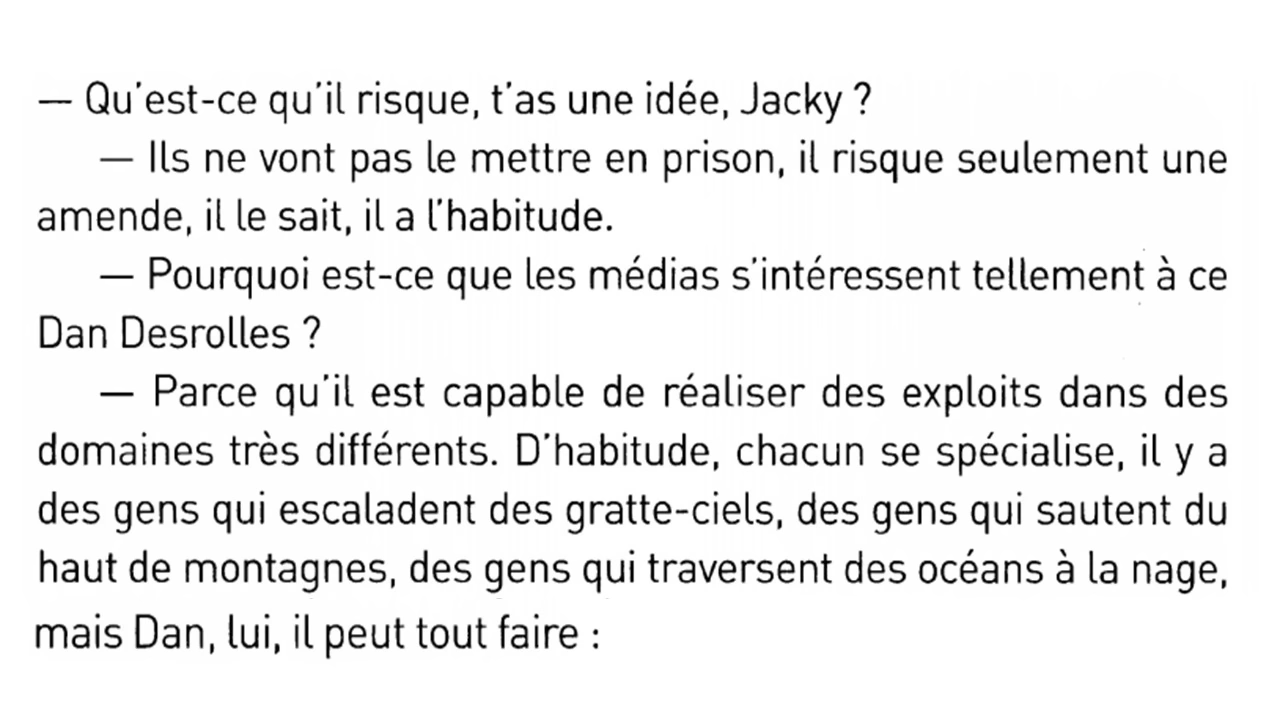 — Qu'est-ce qu'il risque, t'as une idée, Jacky ?
— Ils ne vont pas le mettre en prison, il risque seulement une
amende, il le sait, il a l'habitude.
— Pourquoi est-ce que les médias s'intéressent tellement à ce
Dan Desrolles ?
— Parce qu'il est capable de réaliser des exploits dans des
domaines très différents. D'habitude, chacun se spécialise, il y a
des gens qui escaladent des gratte-ciels, des gens qui sautent du
haut de montagnes, des gens qui traversent des océans à la nage,
mais Dan, lui, il peut tout faire :